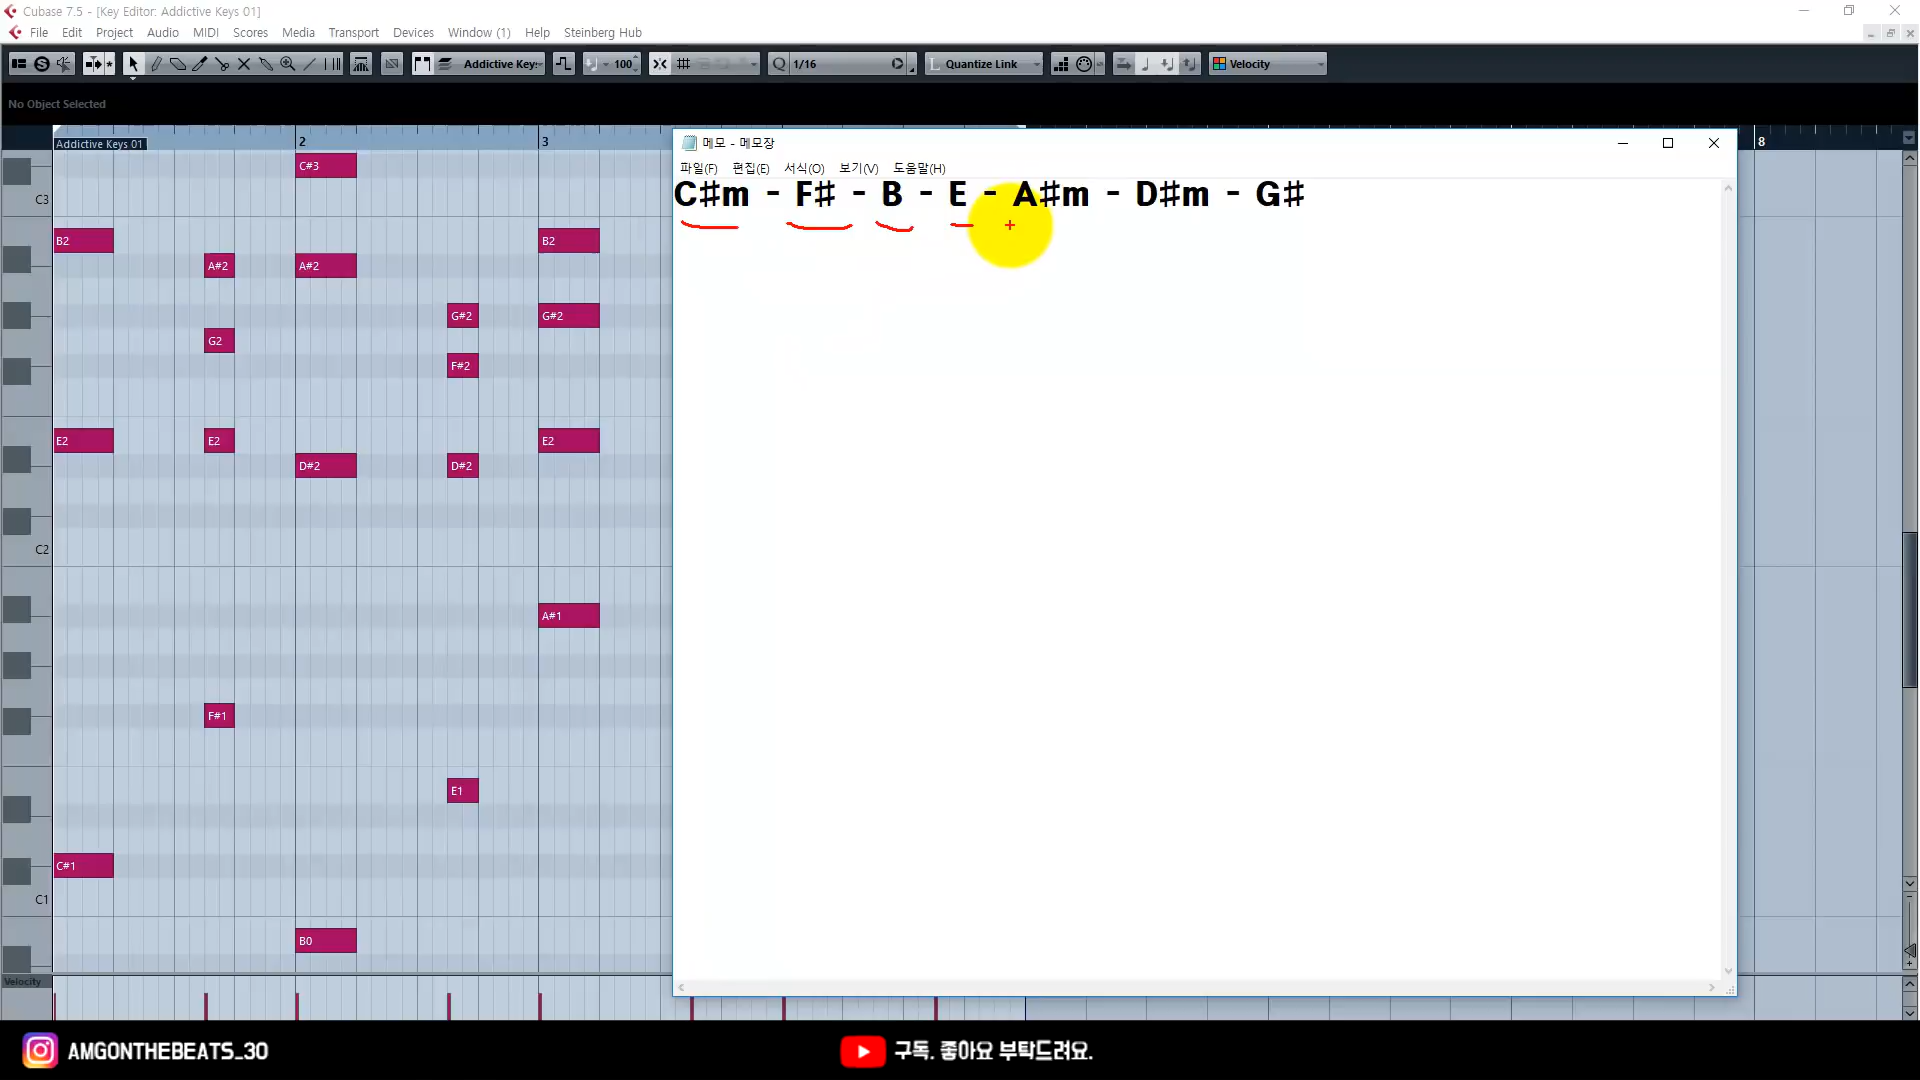 Cubase 7.5 - [Key Editor: Addictive Keys 01]
File Edit Project Audio MIDI Scores Media Transport Devices Window (1) Help Steinberg Hub
Addictive Key: 100 Q 1/16 L Quantize Link Velocity
No Object Selected
Addictive Keys 01 2 3 8
메모 - 메모장
파일(F) 편집(E) 서식(O) 보기(V) 도움말(H)
C♯m - F♯ - B - E - A♯m - D♯m - G♯
C#3
C3
B2 B2
A#2 A#2
G#2 G#2
G2
F#2
E2 E2 E2
D#2 D#2
C2
A#1
F#1
E1
C#1
C1
B0
Velocity
AMGONTHEBEATS_30
구독. 좋아요 부탁드려요.